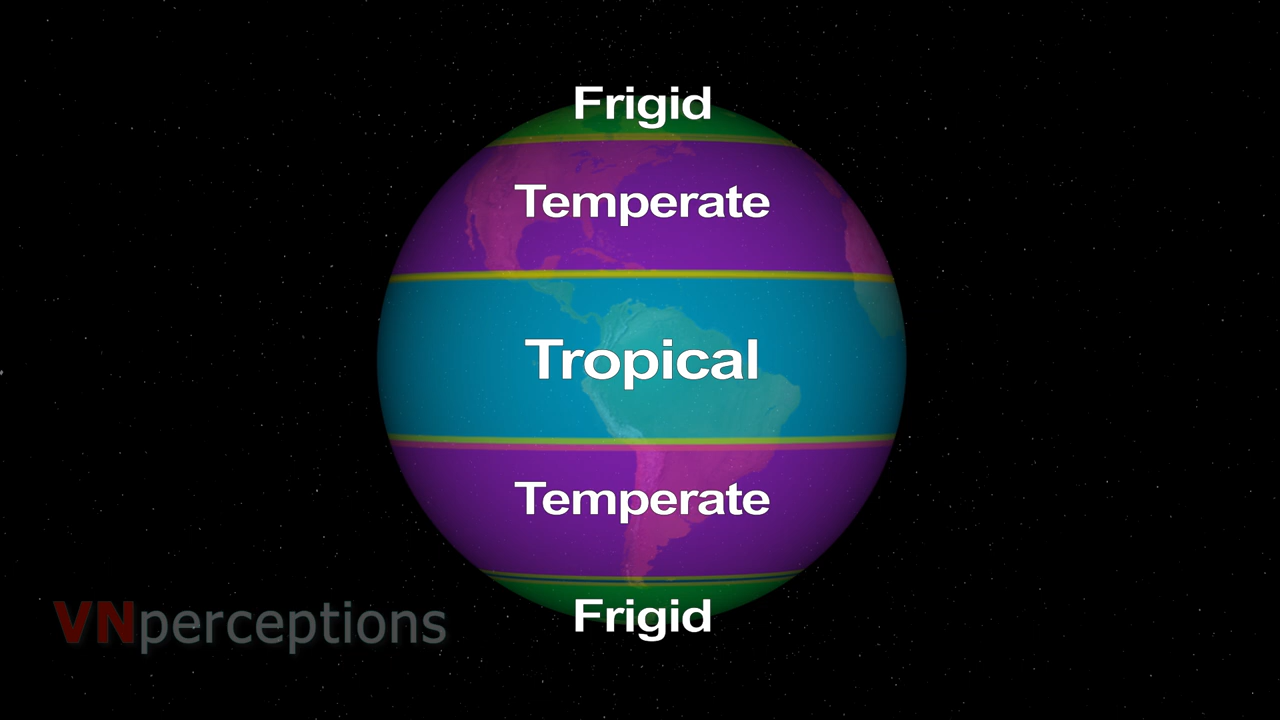 Frigid
Temperate
Tropical
Temperate
Frigid
VNperceptions